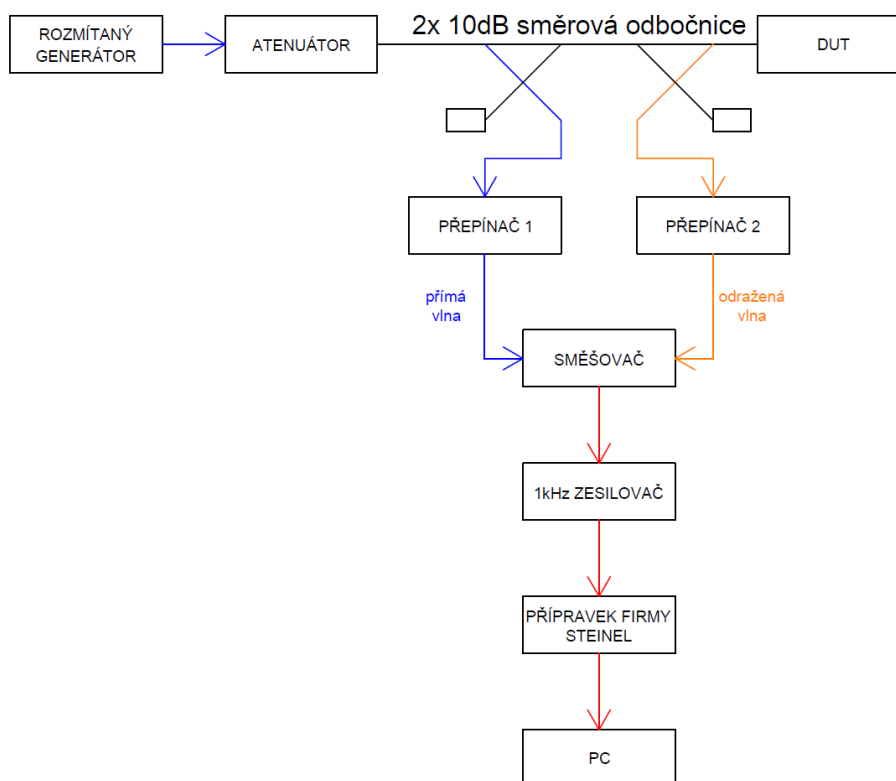 2x 10dB směrová odbočnice
ROZMÍTANÝ
GENERÁTOR
ATENUÁTOR
DUT
PŘEPÍNAČ 1
PŘEPÍNAČ 2
přímá
vlna
odražená
vlna
SMĚŠOVAČ
1kHz ZESILOVAČ
PŘÍPRAVEK FIRMY
STEINEL
PC